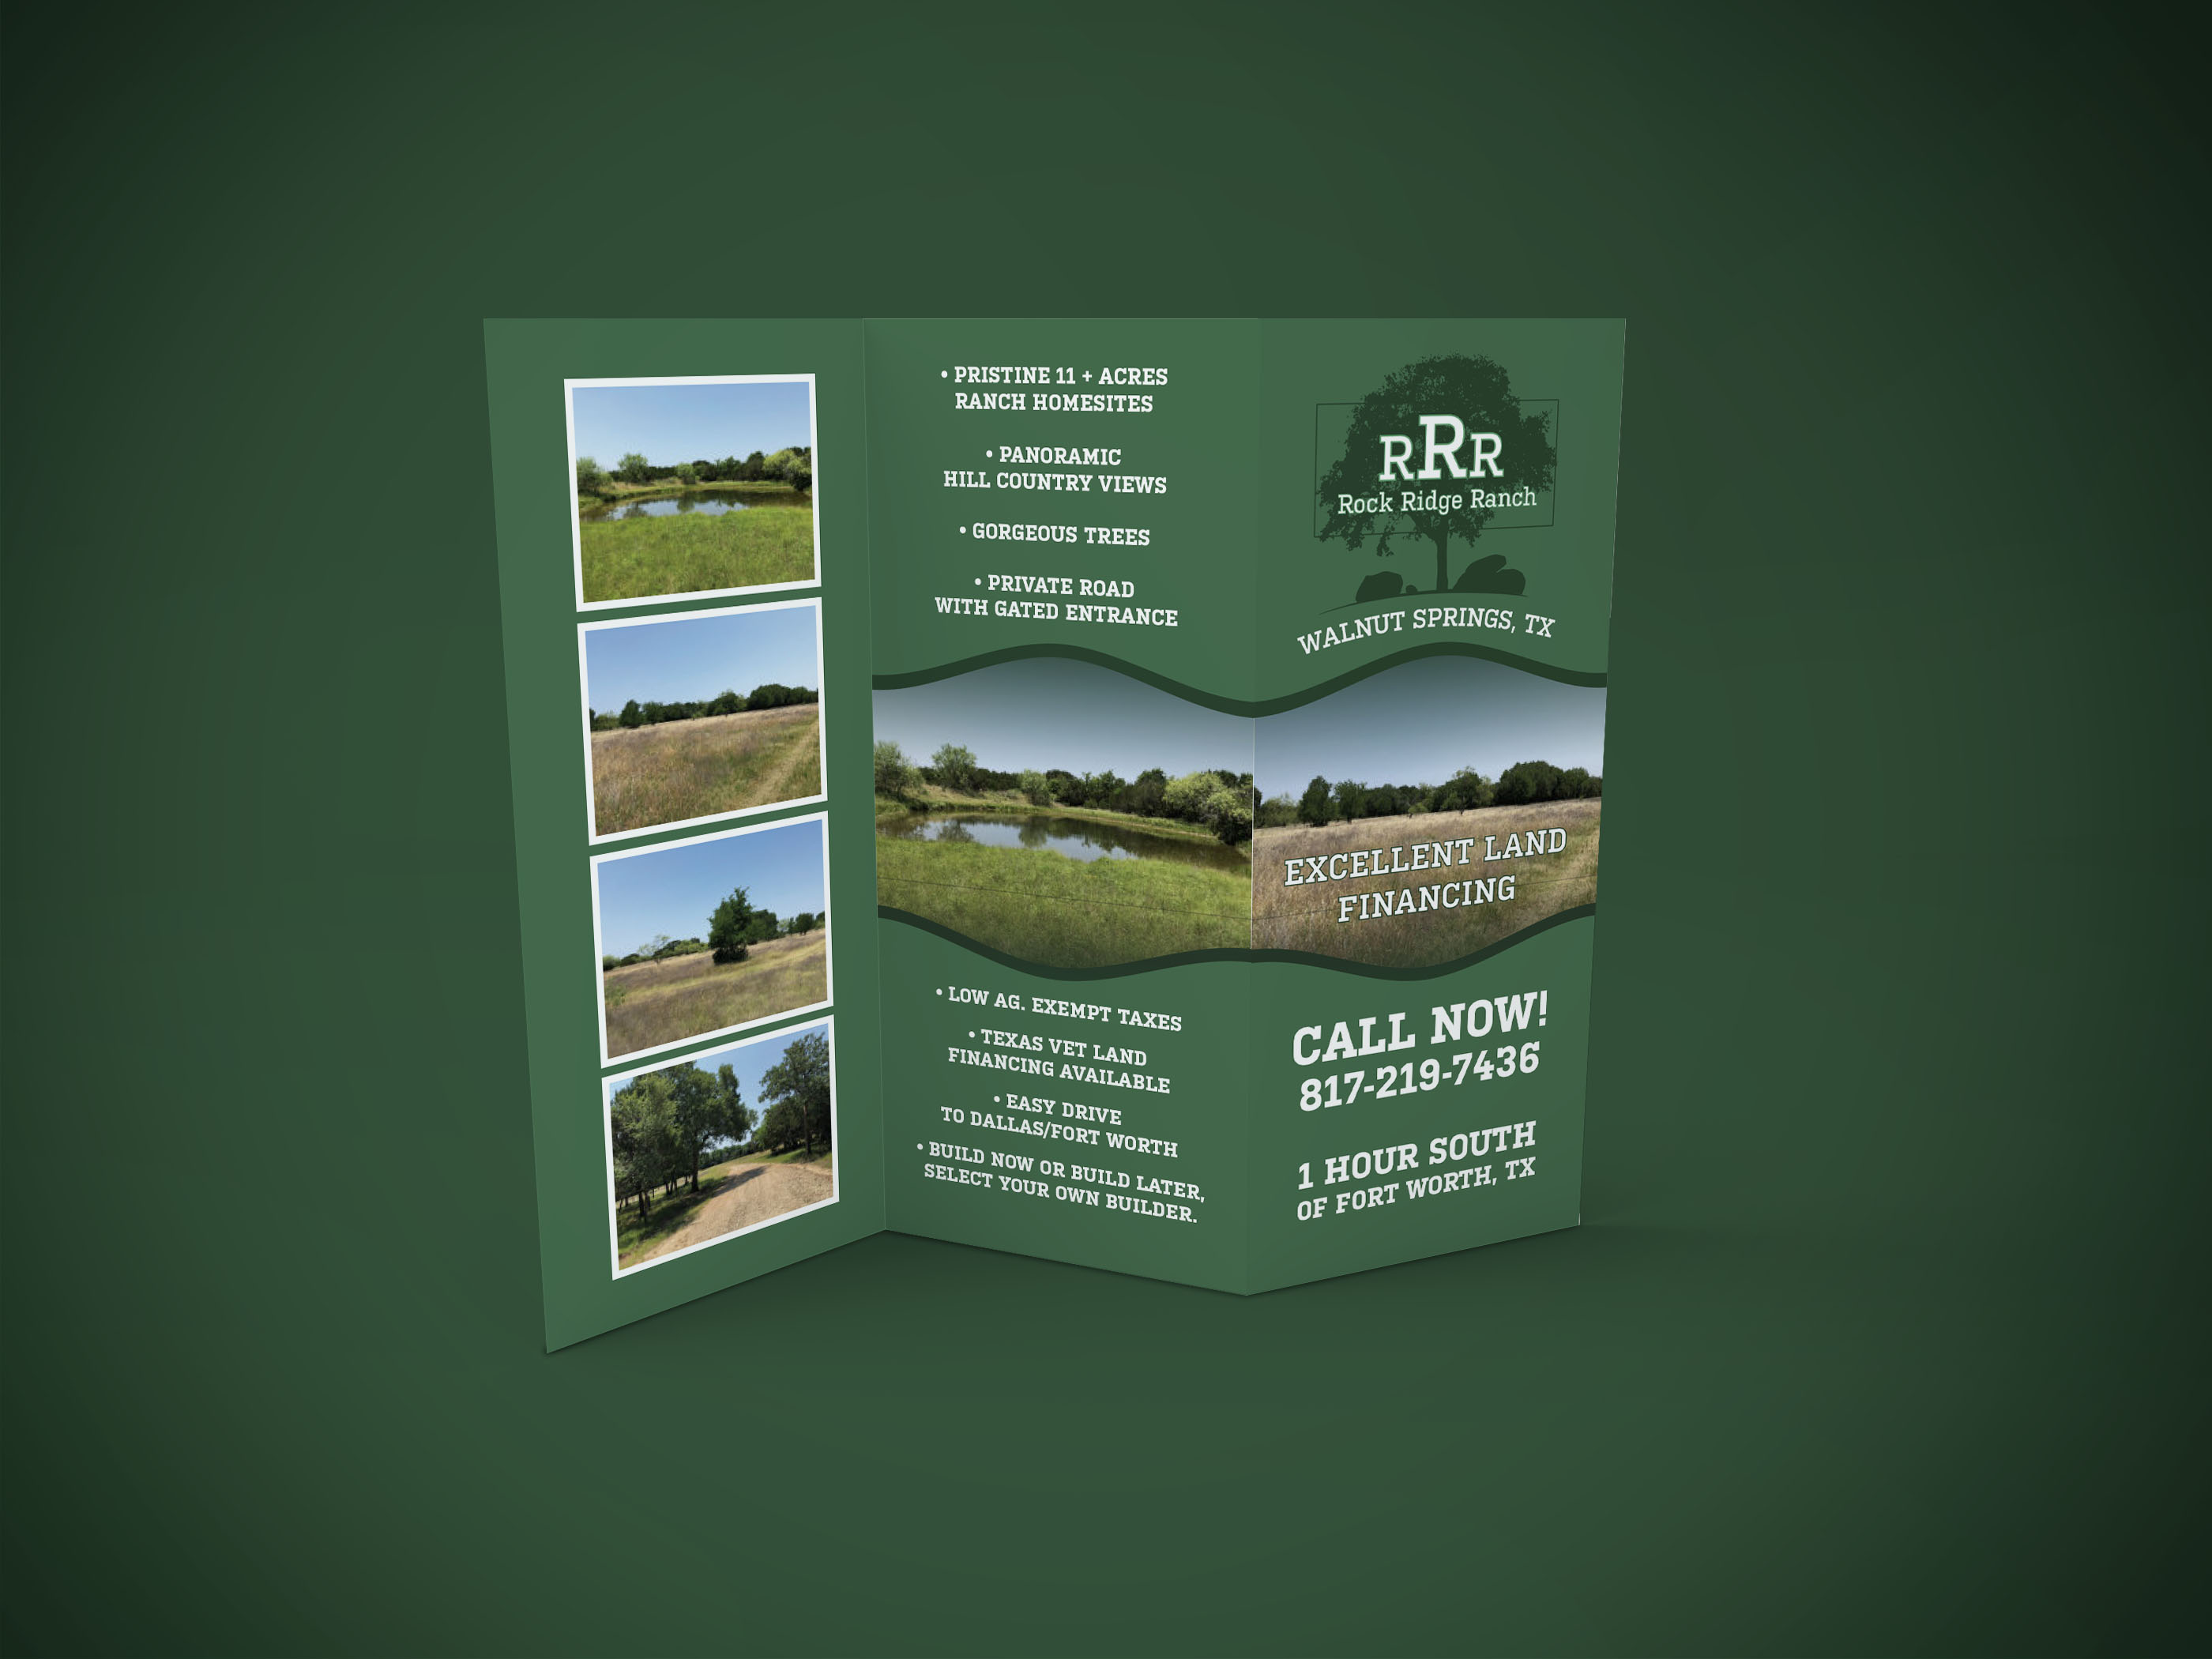 • PRISTINE 11 + ACRES
RANCH HOMESITES
• PANORAMIC
HILL COUNTRY VIEWS
• GORGEOUS TREES
• PRIVATE ROAD
WITH GATED ENTRANCE
• LOW AG. EXEMPT TAXES
• TEXAS VET LAND
FINANCING AVAILABLE
• EASY DRIVE
TO DALLAS/FORT WORTH
• BUILD NOW OR BUILD LATER,
SELECT YOUR OWN BUILDER.
RRR
Rock Ridge Ranch
WALNUT SPRINGS, TX
EXCELLENT LAND
FINANCING
CALL NOW!
817-219-7436
1 HOUR SOUTH
OF FORT WORTH, TX